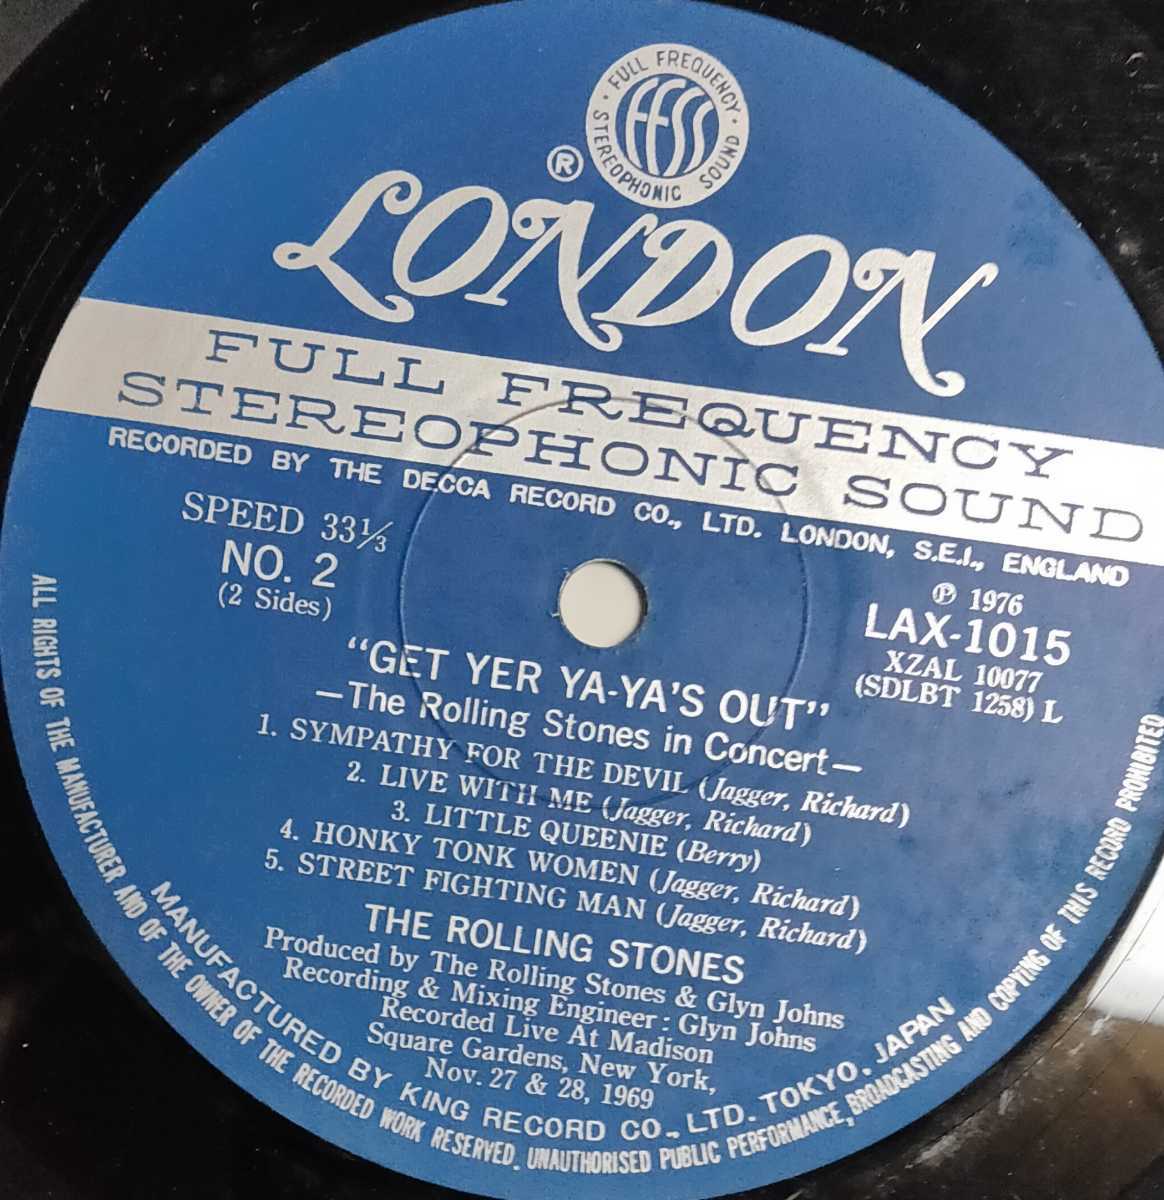 FULL FREQUENCY
STEREOPHONIC SOUND
FFSS
®
LONDON
FULL FREQUENCY
STEREOPHONIC SOUND
RECORDED BY THE DECCA RECORD CO., LTD. LONDON, S.E.I., ENGLAND
SPEED 33⅓
NO. 2
(2 Sides)
℗ 1976
LAX-1015
XZAL 10077
(SDLBT 1258) L
"GET YER YA-YA'S OUT"
—The Rolling Stones in Concert—
1. SYMPATHY FOR THE DEVIL (Jagger, Richard)
2. LIVE WITH ME (Jagger, Richard)
3. LITTLE QUEENIE (Berry)
4. HONKY TONK WOMEN (Jagger, Richard)
5. STREET FIGHTING MAN (Jagger, Richard)
THE ROLLING STONES
Produced by The Rolling Stones & Glyn Johns
Recording & Mixing Engineer : Glyn Johns
Recorded Live At Madison
Square Gardens, New York,
Nov. 27 & 28, 1969
MANUFACTURED BY KING RECORD CO., LTD. TOKYO. JAPAN
ALL RIGHTS OF THE MANUFACTURER AND OF THE OWNER OF THE RECORDED WORK RESERVED. UNAUTHORISED PUBLIC PERFORMANCE, BROADCASTING AND COPYING OF THIS RECORD PROHIBITED